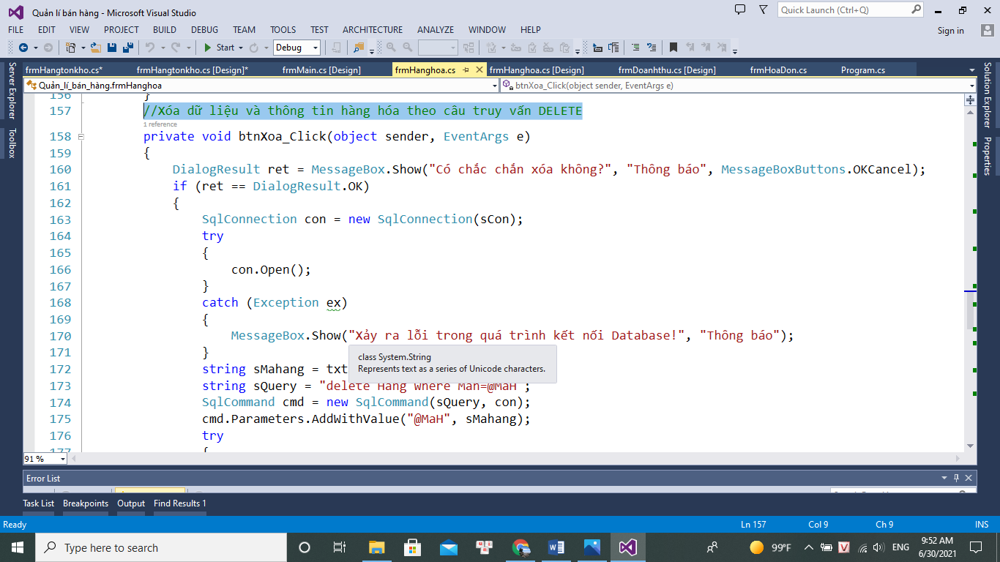 Quản lí bán hàng - Microsoft Visual Studio
Quick Launch (Ctrl+Q)
FILE EDIT VIEW PROJECT BUILD DEBUG TEAM TOOLS TEST ARCHITECTURE ANALYZE WINDOW HELP
Sign in
Start Debug
Server Explorer
Toolbox
Solution Explorer
Properties
frmHangtonkho.cs* frmHangtonkho.cs [Design]* frmMain.cs [Design] frmHanghoa.cs frmHanghoa.cs [Design] frmDoanhthu.cs [Design] frmHoaDon.cs Program.cs
Quản_lí_bán_hàng.frmHanghoa btnXoa_Click(object sender, EventArgs e)
156 }
157 //Xóa dữ liệu và thông tin hàng hóa theo câu truy vấn DELETE
1 reference
158 private void btnXoa_Click(object sender, EventArgs e)
159 {
160 DialogResult ret = MessageBox.Show("Có chắc chắn xóa không?", "Thông báo", MessageBoxButtons.OKCancel);
161 if (ret == DialogResult.OK)
162 {
163 SqlConnection con = new SqlConnection(sCon);
164 try
165 {
166 con.Open();
167 }
168 catch (Exception ex)
169 {
170 MessageBox.Show("Xảy ra lỗi trong quá trình kết nối Database!", "Thông báo");
171 }
class System.String
Represents text as a series of Unicode characters.
172 string sMahang = txt
173 string sQuery = "delete Hang where Mah=@MaH";
174 SqlCommand cmd = new SqlCommand(sQuery, con);
175 cmd.Parameters.AddWithValue("@MaH", sMahang);
176 try
177 {
91 %
Error List
Task List Breakpoints Output Find Results 1
Ready Ln 157 Col 9 Ch 9 INS
Type here to search
99°F ENG
9:52 AM
6/30/2021